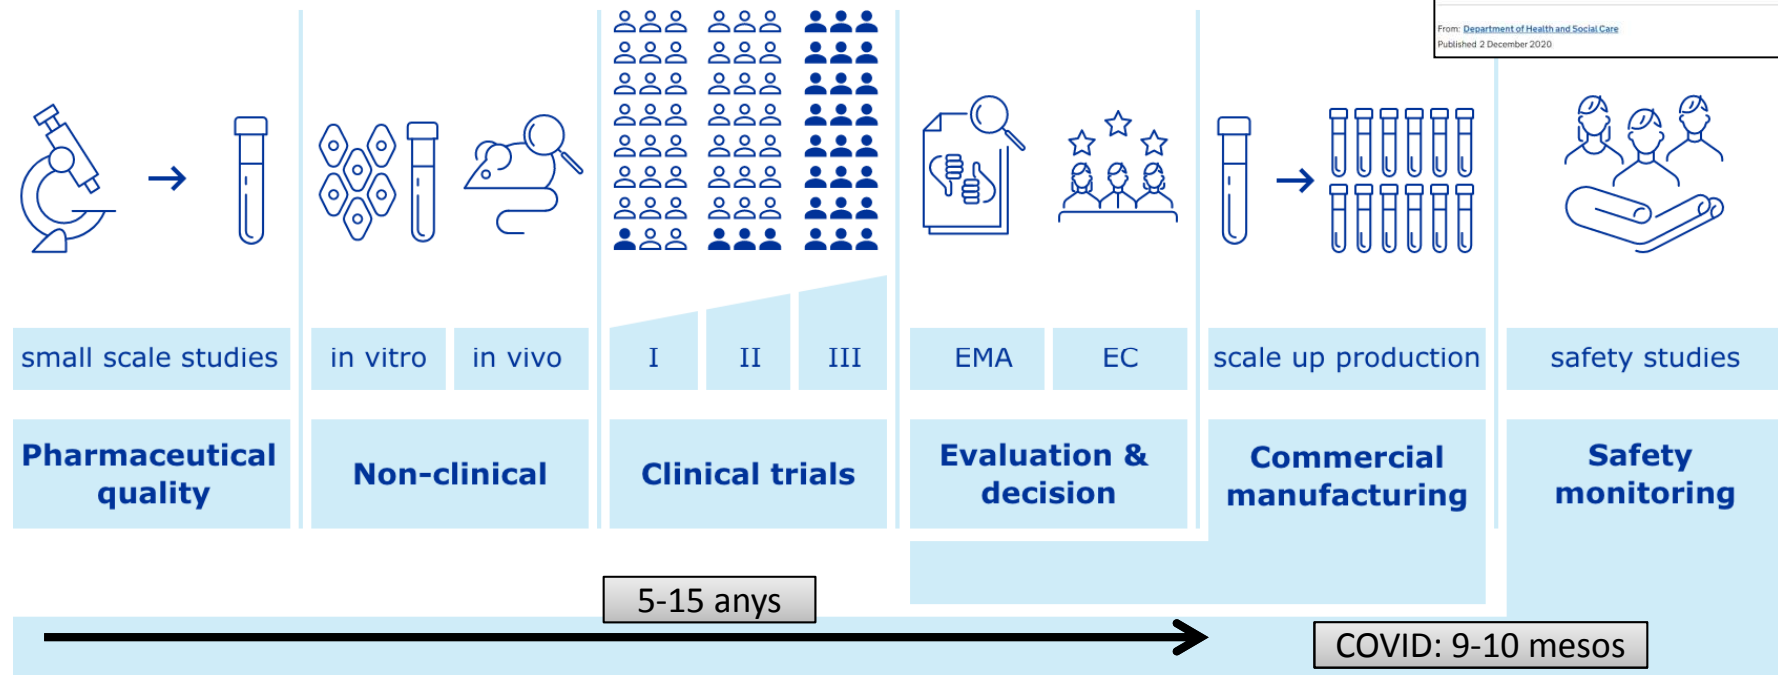 From: Department of Health and Social Care
Published 2 December 2020
small scale studies
in vitro
in vivo
I
II
III
EMA
EC
scale up production
safety studies
Pharmaceutical
quality
Non-clinical
Clinical trials
Evaluation &
decision
Commercial
manufacturing
Safety
monitoring
5-15 anys
COVID: 9-10 mesos